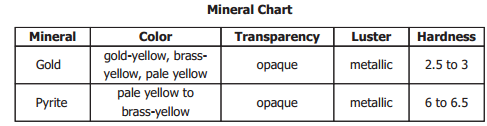 Mineral Chart
Mineral Color Transparency Luster Hardness
Gold gold-yellow, brass-yellow, pale yellow opaque metallic 2.5 to 3
Pyrite pale yellow to brass-yellow opaque metallic 6 to 6.5